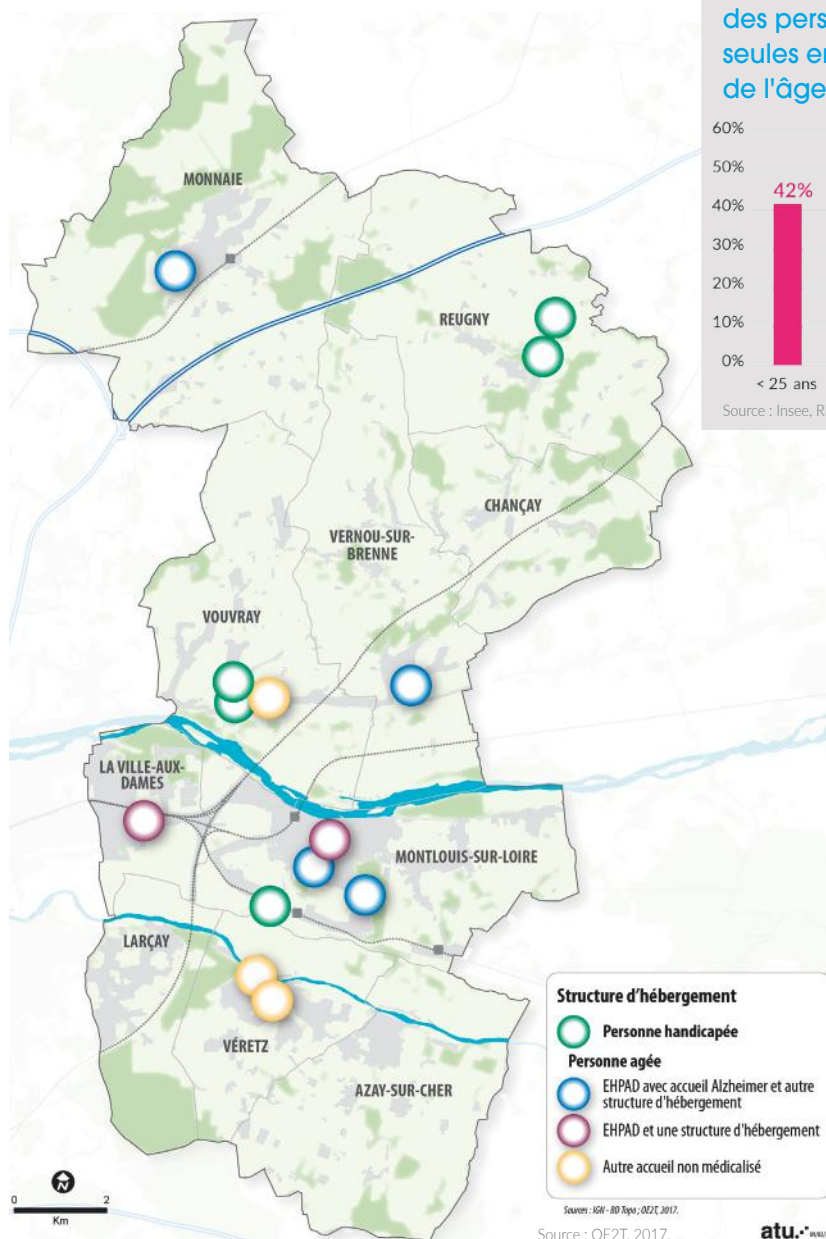 des pers
seules en
de l'âge
60%
50%
42%
40%
30%
20%
10%
0%
< 25 ans
Source : Insee, R
MONNAIE
REUGNY
CHANÇAY
VERNOU-SUR-
BRENNE
VOUVRAY
LA VILLE-AUX-
DAMES
MONTLOUIS-SUR-LOIRE
LARÇAY
VÉRETZ
AZAY-SUR-CHER
Structure d'hébergement
Personne handicapée
Personne agée
EHPAD avec accueil Alzheimer et autre
structure d'hébergement
EHPAD et une structure d'hébergement
Autre accueil non médicalisé
N
0 2
Km
Sources : IGN - BD Topo ; OE2T, 2017.
Source : OE2T, 2017.
atu.